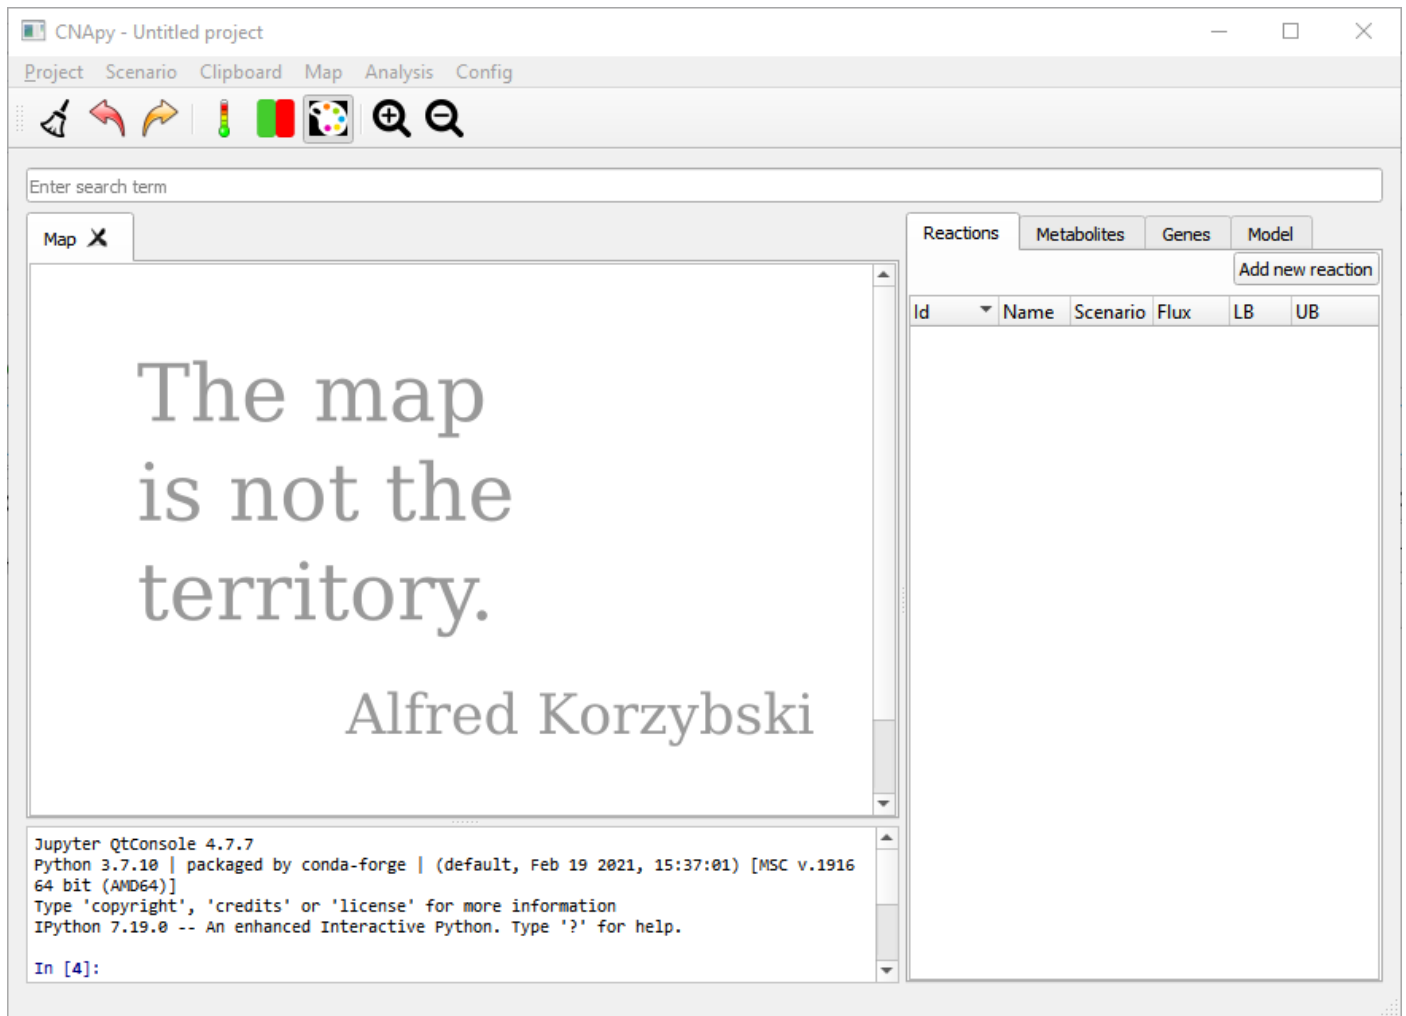 CNApy - Untitled project
Project Scenario Clipboard Map Analysis Config
Enter search term
Map
The map
is not the
territory.
Alfred Korzybski
Jupyter QtConsole 4.7.7
Python 3.7.10 | packaged by conda-forge | (default, Feb 19 2021, 15:37:01) [MSC v.1916
64 bit (AMD64)]
Type 'copyright', 'credits' or 'license' for more information
IPython 7.19.0 -- An enhanced Interactive Python. Type '?' for help.
In [4]:
Reactions Metabolites Genes Model
Add new reaction
Id Name Scenario Flux LB UB